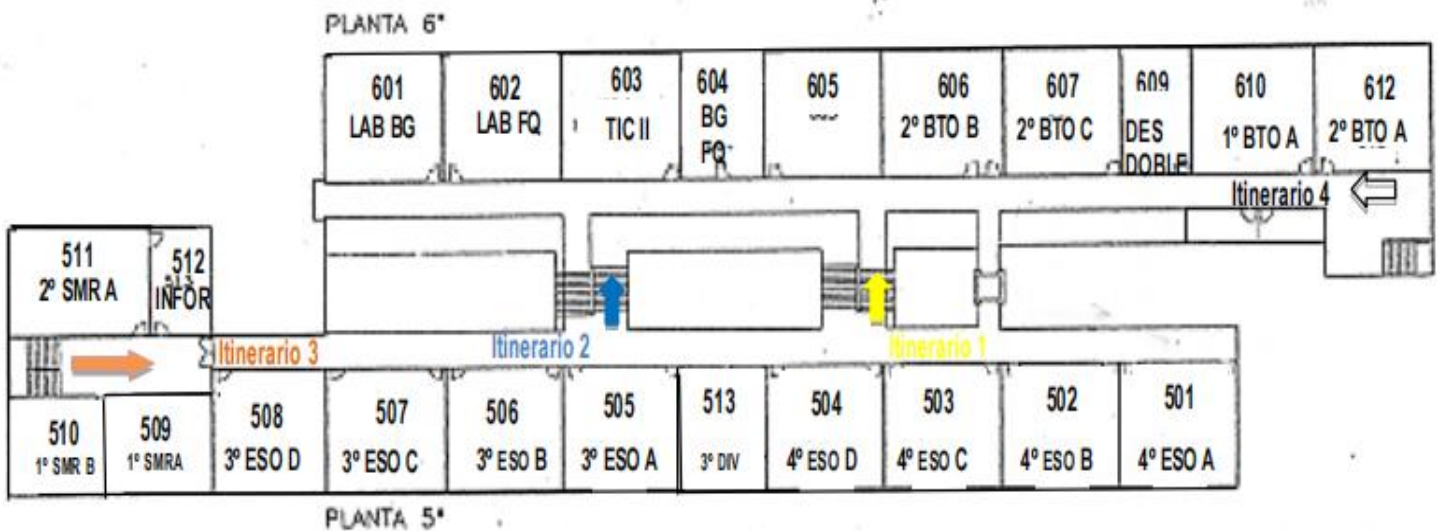 PLANTA 6ª
601
LAB BG
602
LAB FQ
603
TIC II
604
BG
FQ
605
606
2º BTO B
607
2º BTO C
609
DES
DOBLE
610
1º BTO A
612
2º BTO A
Itinerario 4
511
2º SMR A
512
INFOR
Itinerario 3
Itinerario 2
Itinerario 1
510
1º SMR B
509
1º SMRA
508
3º ESO D
507
3º ESO C
506
3º ESO B
505
3º ESO A
513
3º DIV
504
4º ESO D
503
4º ESO C
502
4º ESO B
501
4º ESO A
PLANTA 5ª